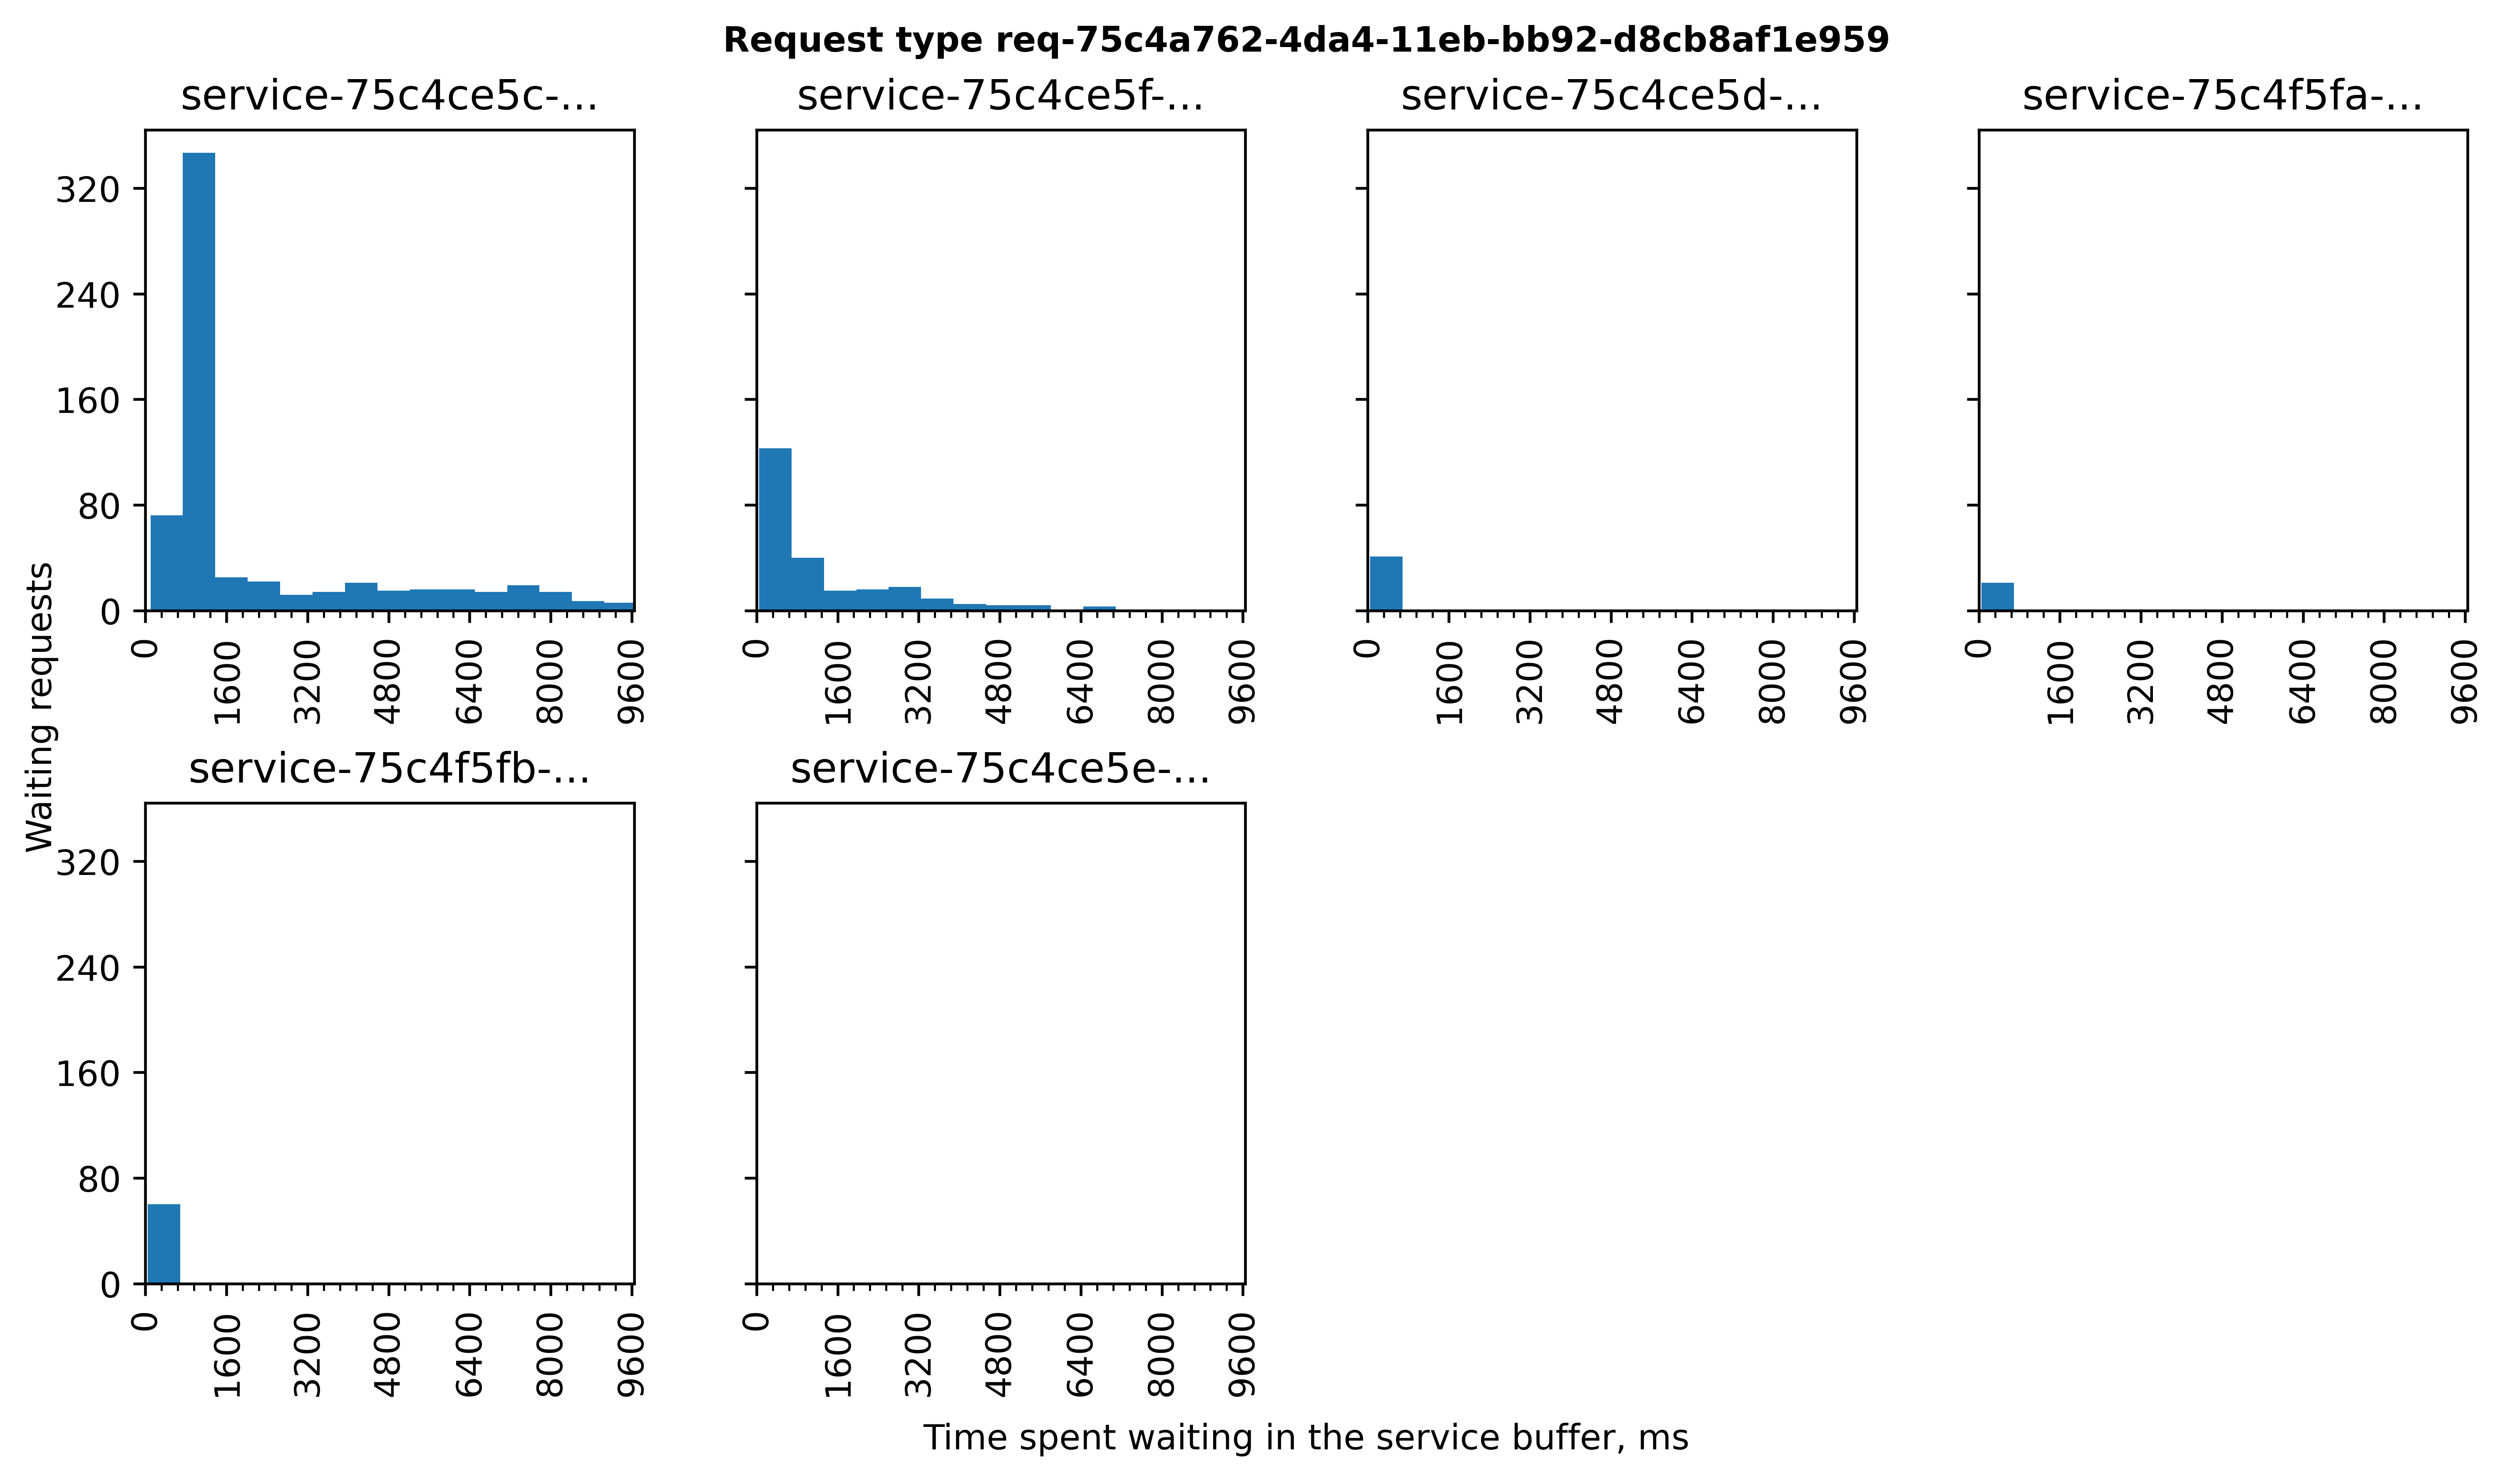 Request type req-75c4a762-4da4-11eb-bb92-d8cb8af1e959
service-75c4ce5c-...
service-75c4ce5f-...
service-75c4ce5d-...
service-75c4f5fa-...
320
240
160
80
0
0 1600 3200 4800 6400 8000 9600
0 1600 3200 4800 6400 8000 9600
0 1600 3200 4800 6400 8000 9600
0 1600 3200 4800 6400 8000 9600
Waiting requests
service-75c4f5fb-...
service-75c4ce5e-...
320
240
160
80
0
0 1600 3200 4800 6400 8000 9600
0 1600 3200 4800 6400 8000 9600
Time spent waiting in the service buffer, ms